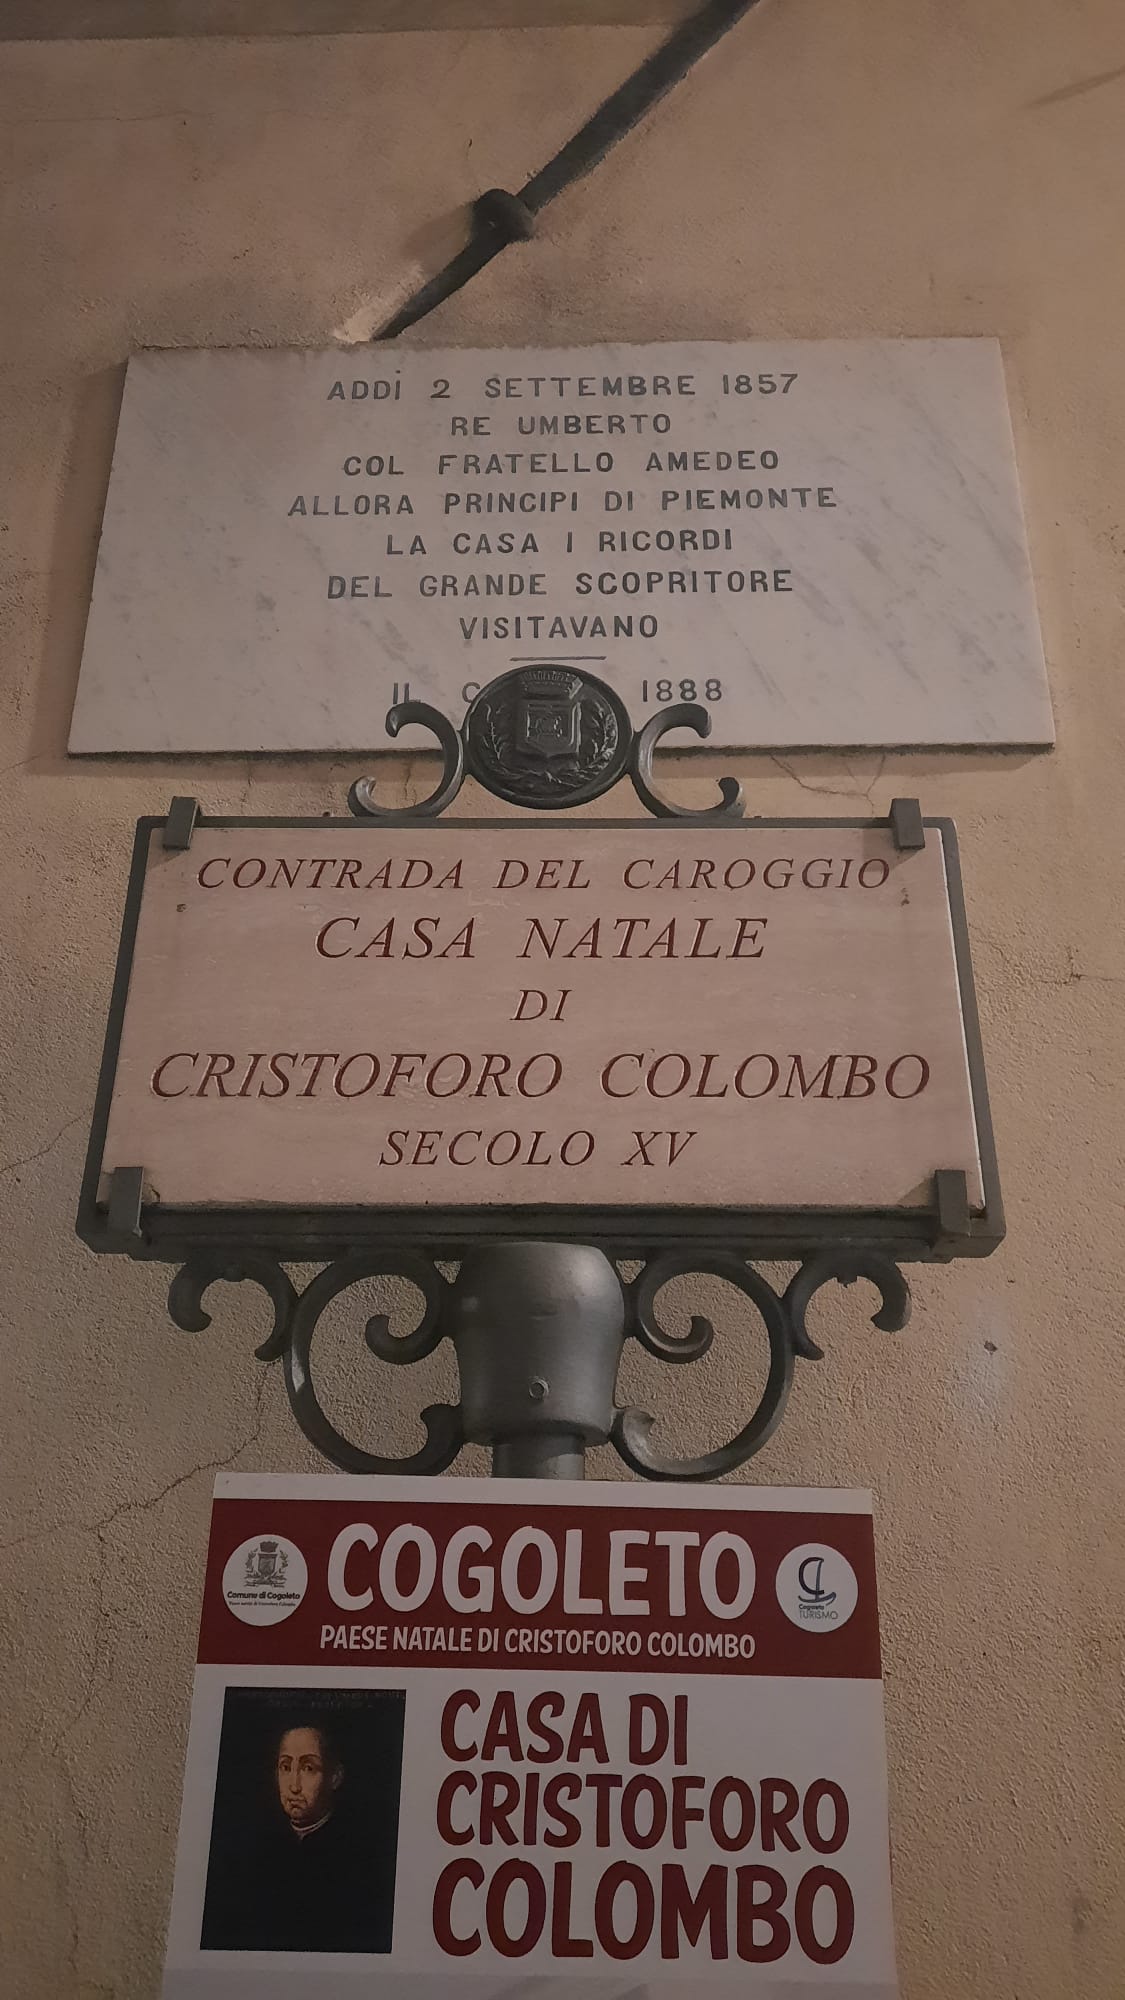 ADDÌ 2 SETTEMBRE 1857
RE UMBERTO
COL FRATELLO AMEDEO
ALLORA PRINCIPI DI PIEMONTE
LA CASA I RICORDI
DEL GRANDE SCOPRITORE
VISITAVANO
IL 1888
CONTRADA DEL CAROGGIO
CASA NATALE
DI
CRISTOFORO COLOMBO
SECOLO XV
COGOLETO
Comune di Cogoleto
Cogoleto
TURISMO
PAESE NATALE DI CRISTOFORO COLOMBO
CASA DI
CRISTOFORO
COLOMBO